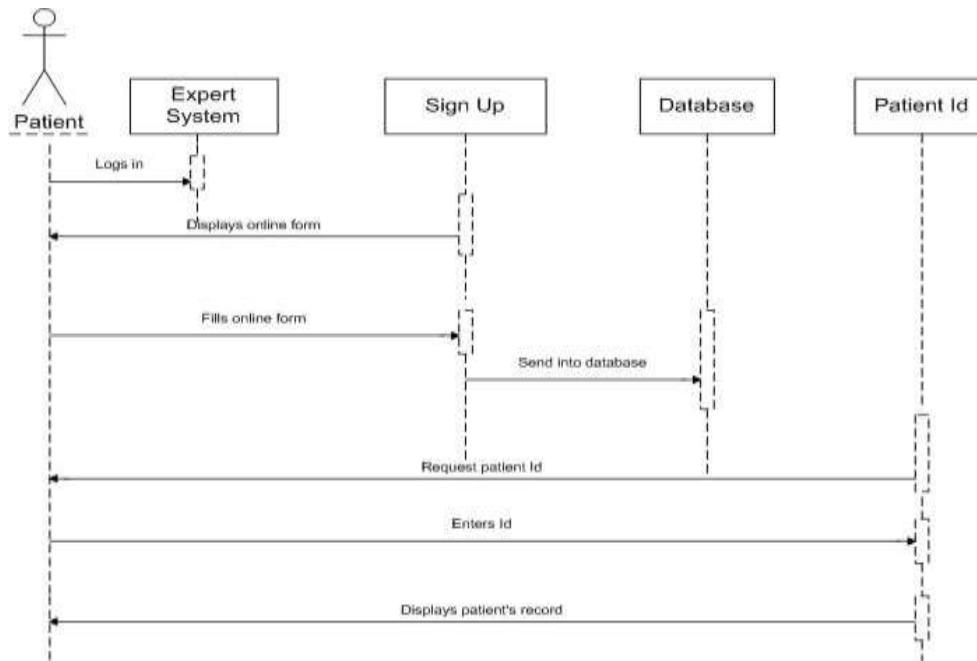 Patient
Expert
System
Sign Up
Database
Patient Id
Logs in
Displays online form
Fills online form
Send into database
Request patient Id
Enters Id
Displays patient's record